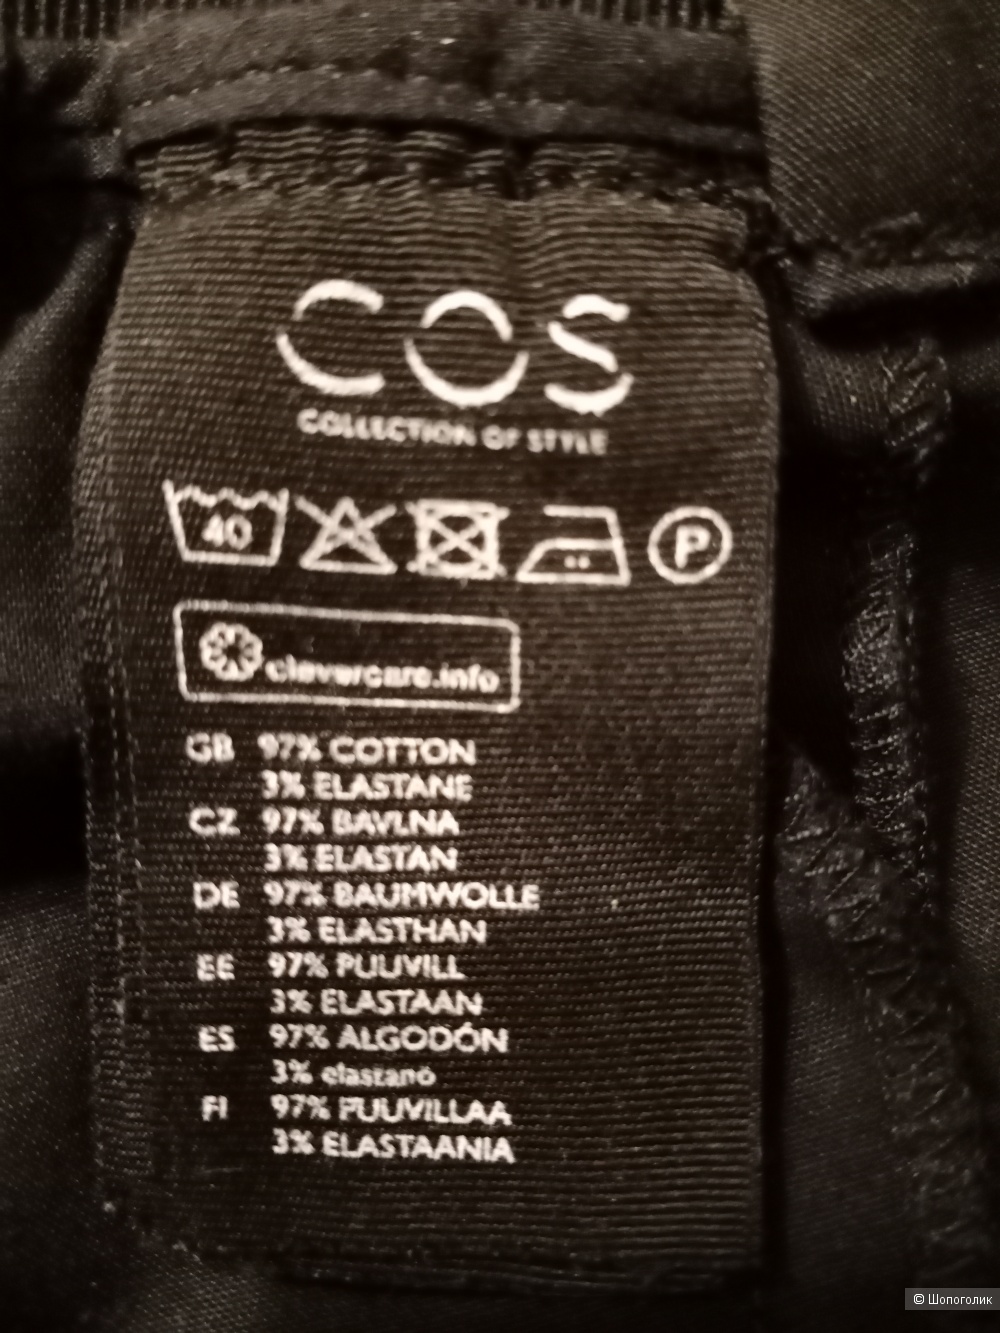 COS
COLLECTION OF STYLE
40
P
clevercare.info
GB 97% COTTON
3% ELASTANE
CZ 97% BAVLNA
3% ELASTAN
DE 97% BAUMWOLLE
3% ELASTHAN
EE 97% PUUVILL
3% ELASTAAN
ES 97% ALGODÓN
3% elastano
FI 97% PUUVILLAA
3% ELASTAANIA
© Шопоголик